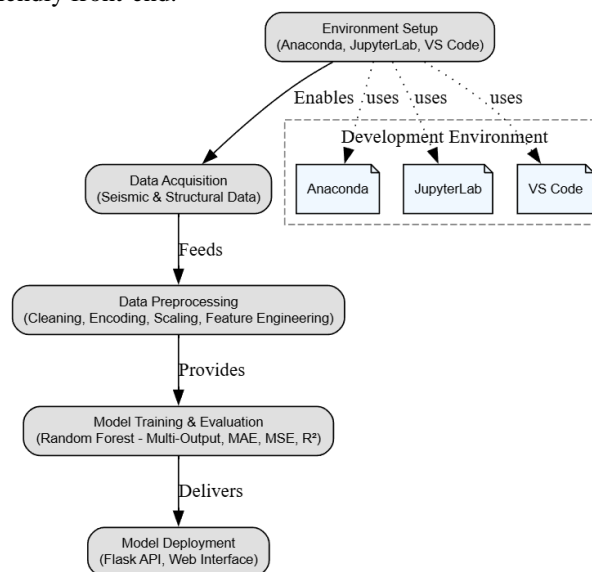 endly front-end.
Environment Setup
(Anaconda, JupyterLab, VS Code)
Enables uses uses uses
Development Environment
Anaconda JupyterLab VS Code
Data Acquisition
(Seismic & Structural Data)
Feeds
Data Preprocessing
(Cleaning, Encoding, Scaling, Feature Engineering)
Provides
Model Training & Evaluation
(Random Forest - Multi-Output, MAE, MSE, R²)
Delivers
Model Deployment
(Flask API, Web Interface)